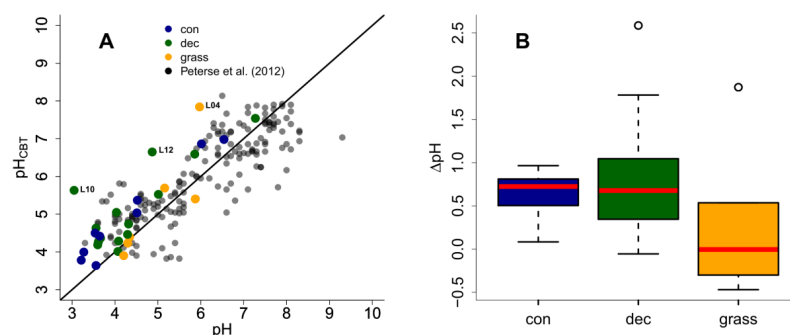 A
con
dec
grass
Peterse et al. (2012)
L04
L12
L10
pHCBT
10
9
8
7
6
5
4
3
3 4 5 6 7 8 9 10
pH
B
ΔpH
2.5
2.0
1.5
1.0
0.5
0.0
−0.5
con dec grass